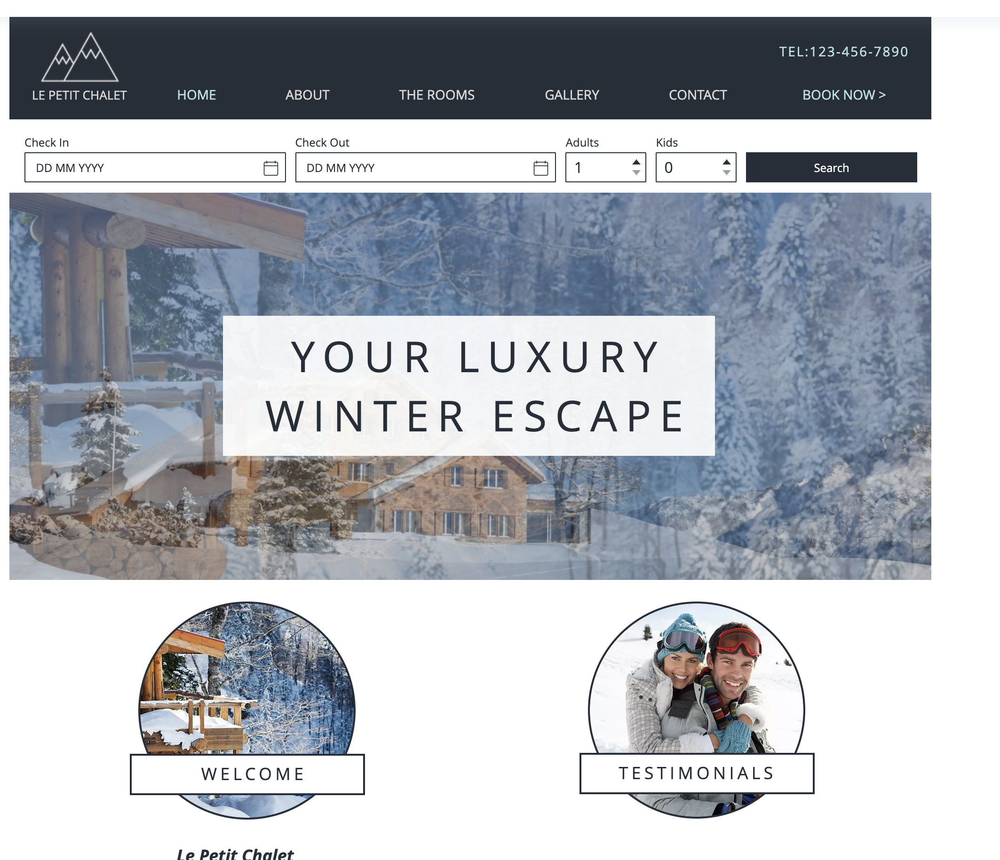 TEL:123-456-7890
LE PETIT CHALET
HOME
ABOUT
THE ROOMS
GALLERY
CONTACT
BOOK NOW >
Check In
Check Out
Adults
Kids
DD MM YYYY
DD MM YYYY
1
0
Search
YOUR LUXURY
WINTER ESCAPE
WELCOME
TESTIMONIALS
Le Petit Chalet